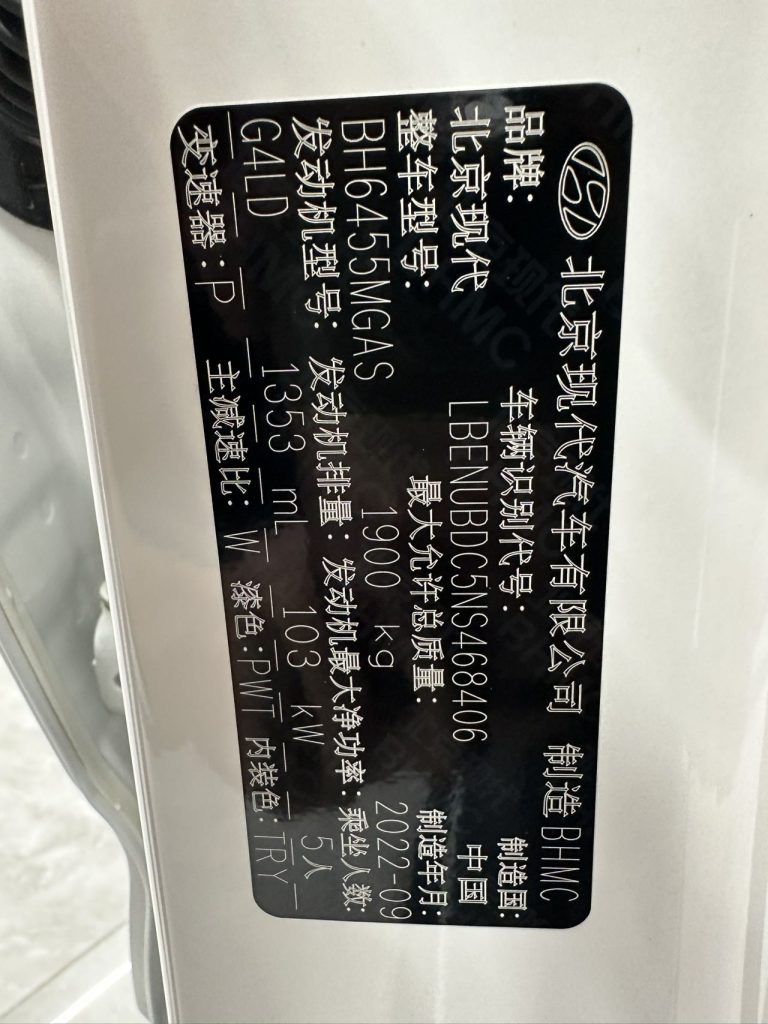 北京现代汽车有限公司 制造 BHMC
品牌: 车辆识别代号: 制造国:
北京现代 LBENUBDC5NS468406 中国
整车型号: 最大允许总质量: 制造年月:
BH6455MGAS 1900 kg 2022-09
发动机型号: 发动机排量: 发动机最大净功率: 乘坐人数:
G4LD 1353 mL 103 kW 5人
变速器: P 主减速比: W 漆色:PWT 内装色:TRY